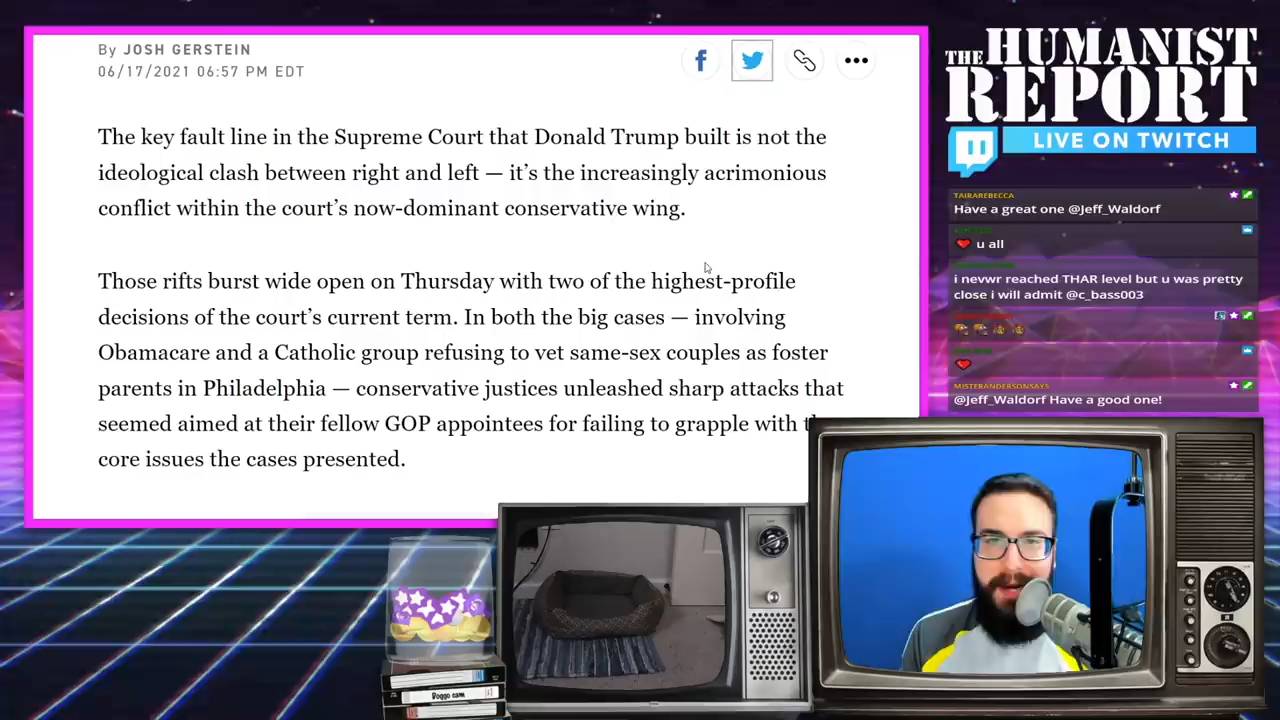 By JOSH GERSTEIN
06/17/2021 06:57 PM EDT
The key fault line in the Supreme Court that Donald Trump built is not the
ideological clash between right and left — it's the increasingly acrimonious
conflict within the court's now-dominant conservative wing.
Those rifts burst wide open on Thursday with two of the highest-profile
decisions of the court's current term. In both the big cases — involving
Obamacare and a Catholic group refusing to vet same-sex couples as foster
parents in Philadelphia — conservative justices unleashed sharp attacks that
seemed aimed at their fellow GOP appointees for failing to grapple with
core issues the cases presented.
THE HUMANIST
REPORT
LIVE ON TWITCH
TAIRAREBECCA
Have a great one @Jeff_Waldorf
u all
i nevwr reached THAR level but u was pretty
close i will admit @c_bass003
MISTERANDERSONSAYS
@Jeff_Waldorf Have a good one!
Doggo cam